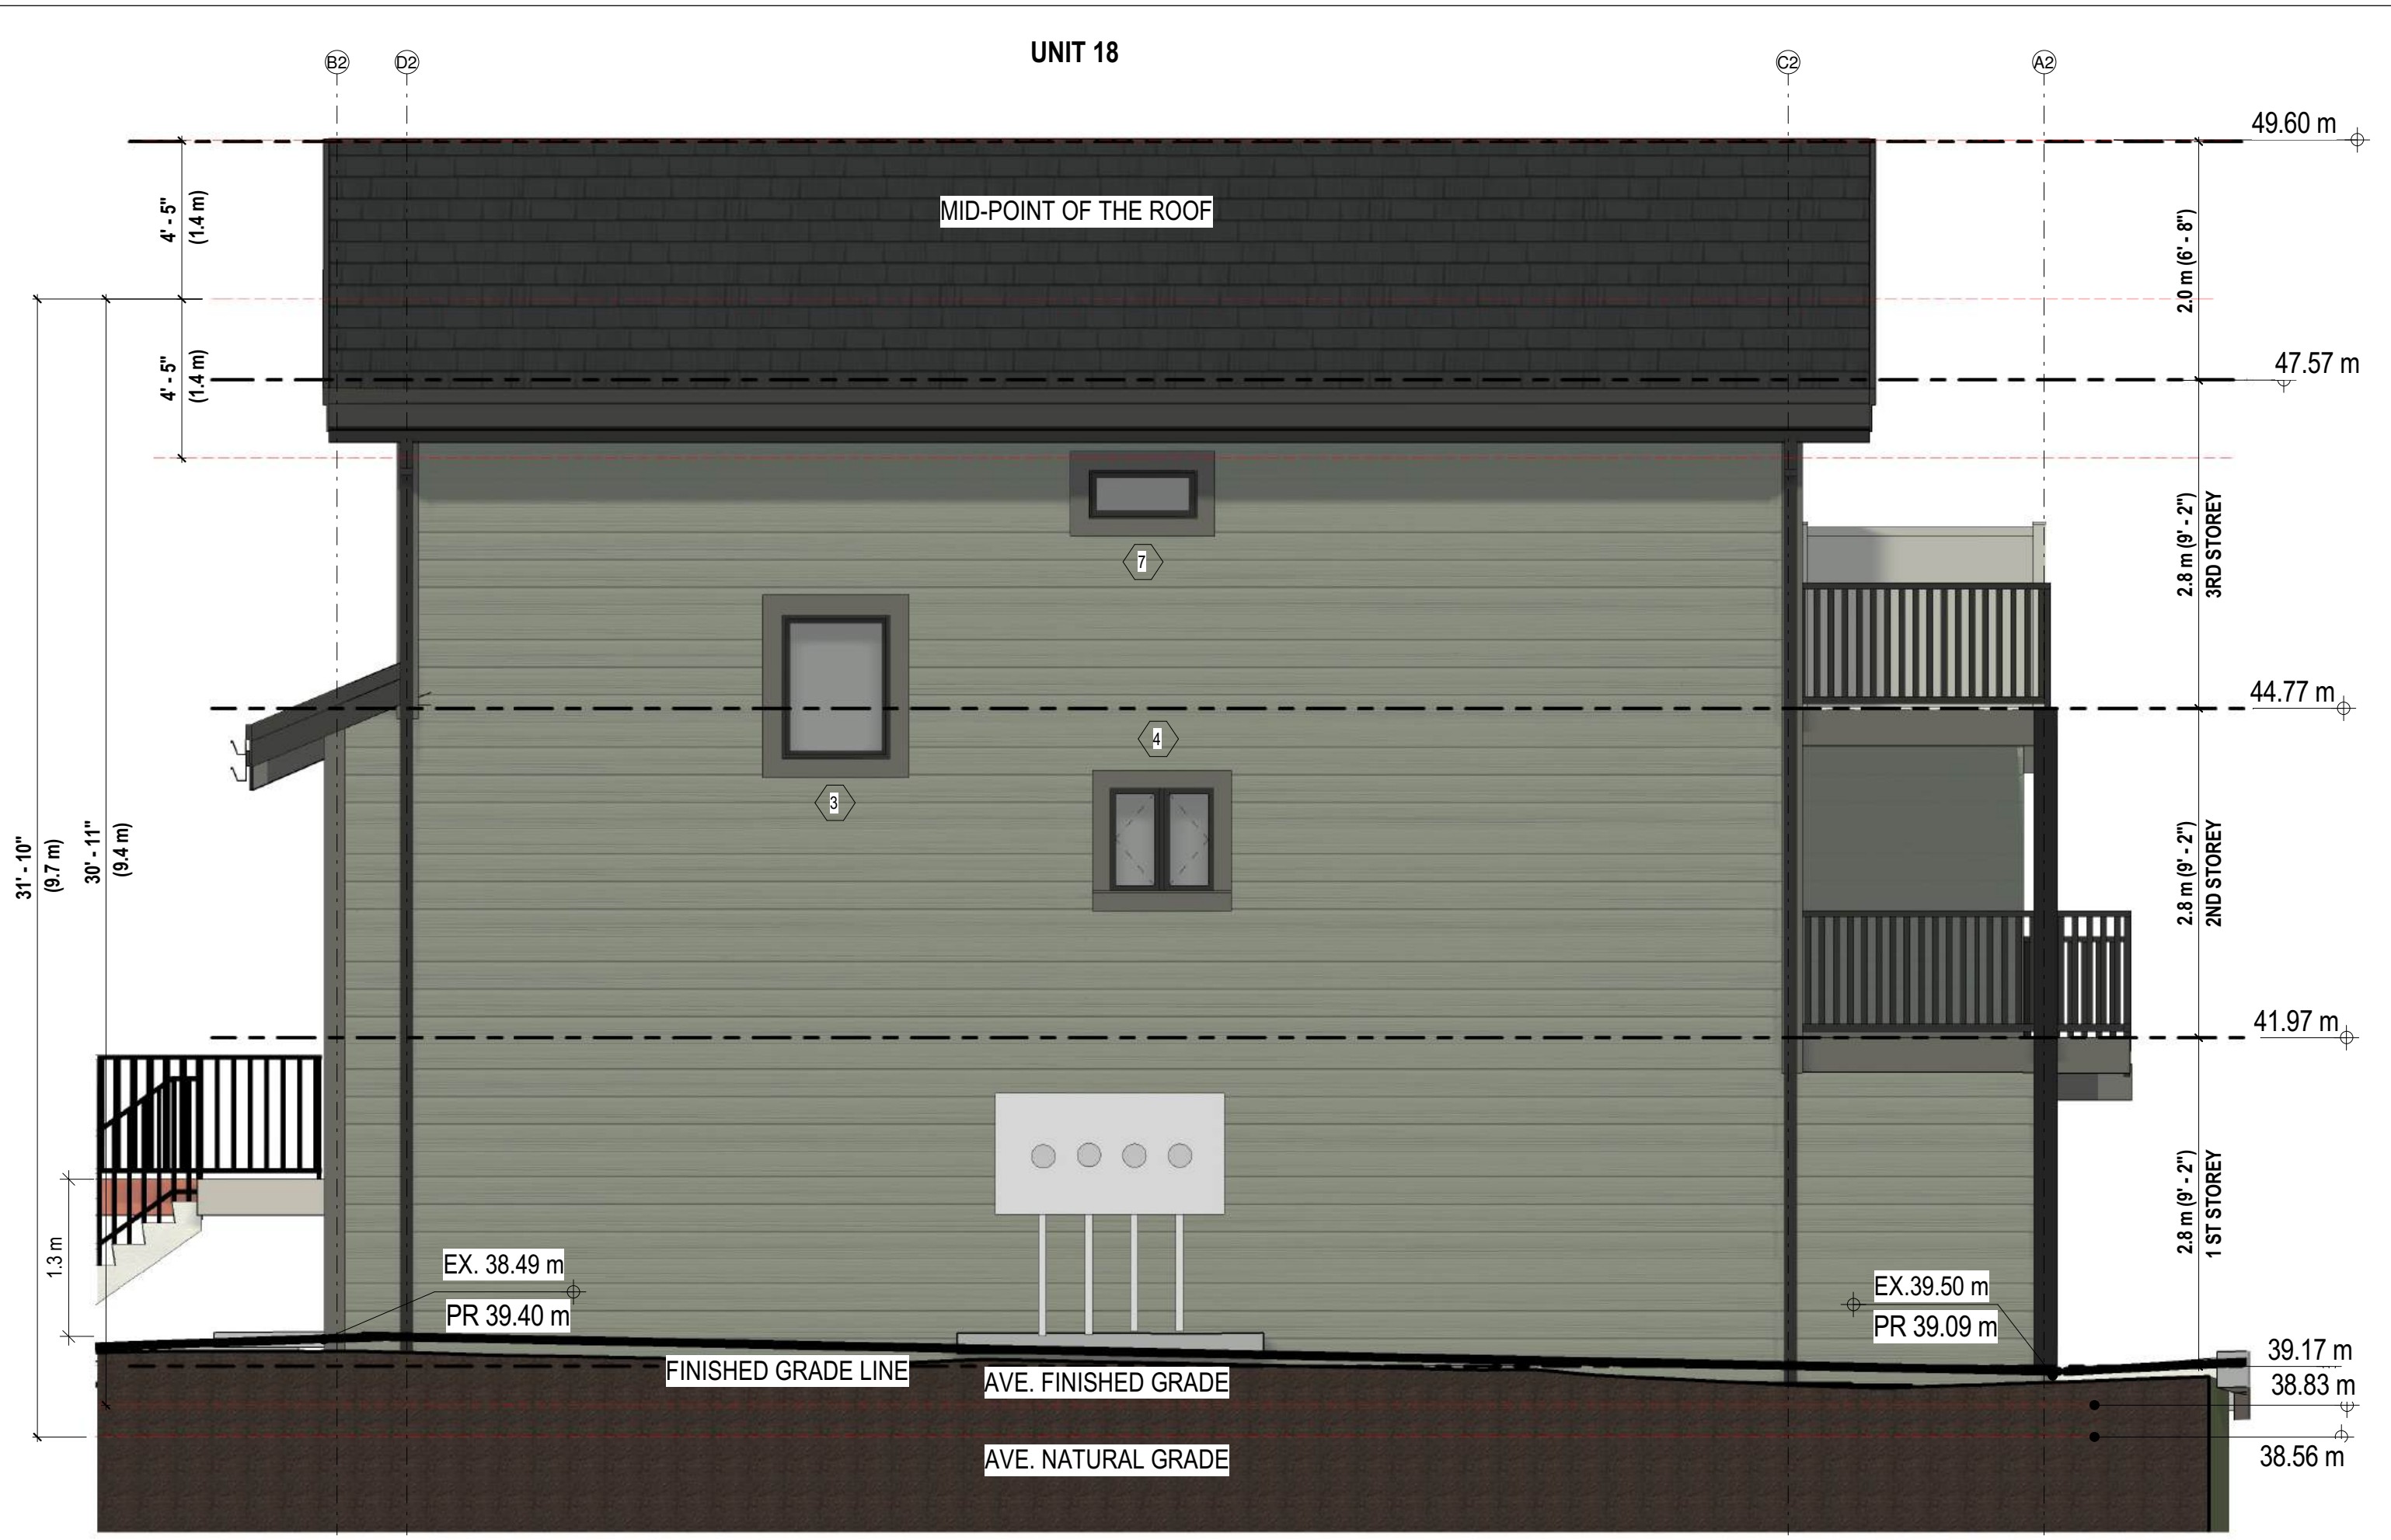 UNIT 18
B2
D2
C2
A2
49.60 m
4' - 5"
(1.4 m)
MID-POINT OF THE ROOF
2.0 m (6' - 8")
47.57 m
4' - 5"
(1.4 m)
7
2.8 m (9' - 2")
3RD STOREY
44.77 m
4
3
31' - 10"
(9.7 m)
30' - 11"
(9.4 m)
2.8 m (9' - 2")
2ND STOREY
41.97 m
1.3 m
2.8 m (9' - 2")
1 ST STOREY
EX. 38.49 m
PR 39.40 m
EX.39.50 m
PR 39.09 m
39.17 m
FINISHED GRADE LINE
AVE. FINISHED GRADE
38.83 m
AVE. NATURAL GRADE
38.56 m